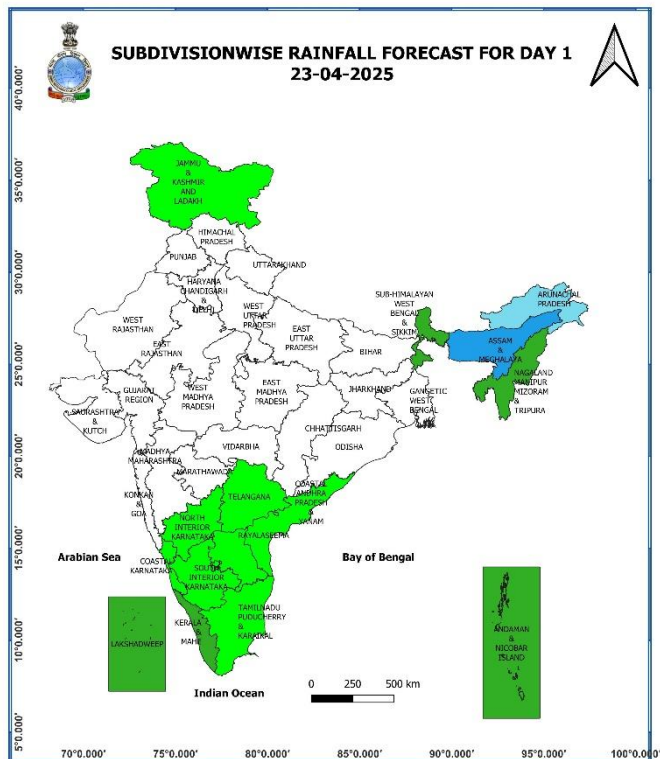 SUBDIVISIONWISE RAINFALL FORECAST FOR DAY 1
23-04-2025
40°0.000'
35°0.000'
30°0.000'
25°0.000'
20°0.000'
15°0.000'
10°0.000'
5°0.000'
JAMMU
&
KASHMIR
AND
LADAKH
HIMACHAL
PRADESH
PUNJAB
UTTARAKHAND
HARYANA
CHANDIGARH
&
DELHI
WEST
UTTAR
PRADESH
WEST
RAJASTHAN
EAST
RAJASTHAN
EAST
UTTAR
PRADESH
BIHAR
SUB-HIMALAYAN
WEST
BENGAL
&
SIKKIM
ARUNACHAL
PRADESH
ASSAM
&
MEGHALAYA
NAGALAND
MANIPUR
MIZORAM
&
TRIPURA
GUJARAT
REGION
SAURASHTRA
&
KUTCH
WEST
MADHYA
PRADESH
EAST
MADHYA
PRADESH
JHARKHAND
GANGETIC
WEST
BENGAL
CHHATTISGARH
ODISHA
VIDARBHA
MADHYA
MAHARASHTRA
MARATHAWADA
KONKAN
&
GOA
TELANGANA
COASTAL
ANDHRA
PRADESH
&
YANAM
NORTH
INTERIOR
KARNATAKA
RAYALASEEMA
COASTAL
KARNATAKA
SOUTH
INTERIOR
KARNATAKA
TAMILNADU
PUDUCHERRY
&
KARAIKAL
KERALA
&
MAHE
LAKSHADWEEP
ANDAMAN
&
NICOBAR
ISLAND
Arabian Sea
Bay of Bengal
Indian Ocean
0 250 500 km
70°0.000' 75°0.000' 80°0.000' 85°0.000' 90°0.000' 95°0.000' 100°0.000'